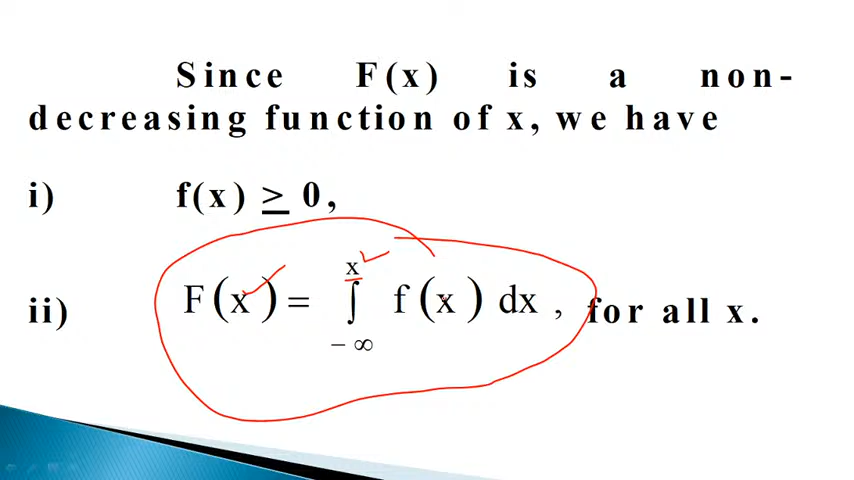 Since F(x) is a non-
decreasing function of x, we have
i) f(x) ≥ 0,
ii) F(x) = ∫_{-∞}^{x} f(x) dx, for all x.